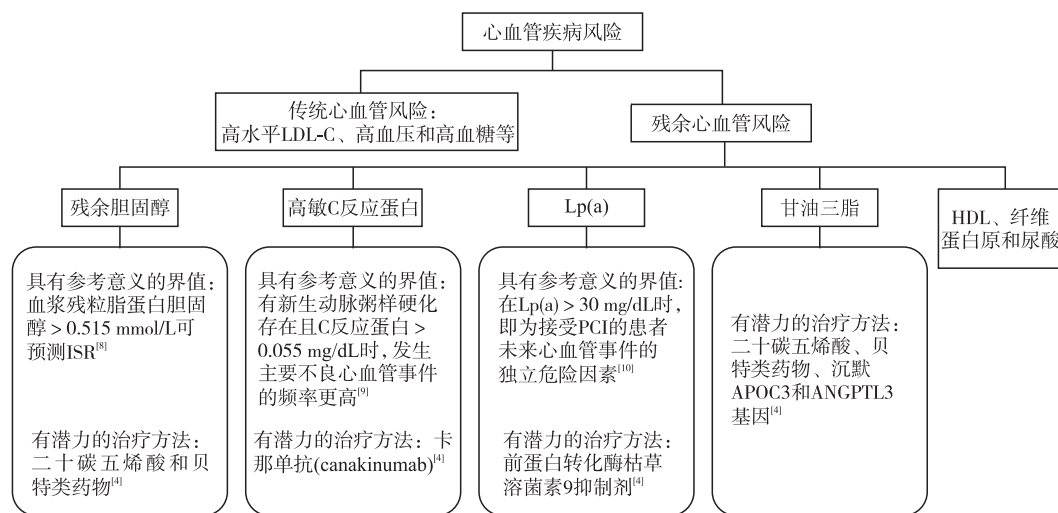 心血管疾病风险
传统心血管风险：
高水平LDL-C、高血压和高血糖等
残余心血管风险
残余胆固醇
高敏C反应蛋白
Lp(a)
甘油三脂
HDL、纤维
蛋白原和尿酸
具有参考意义的界值：
血浆残粒脂蛋白胆固
醇＞0.515 mmol/L可
预测ISR[8]
有潜力的治疗方法：
二十碳五烯酸和贝
特类药物[4]
具有参考意义的界值：
有新生动脉粥样硬化
存在且C反应蛋白＞
0.055 mg/dL时，发生
主要不良心血管事件
的频率更高[9]
有潜力的治疗方法：卡
那单抗(canakinumab)[4]
具有参考意义的界值:
在Lp(a)＞30 mg/dL时，
即为接受PCI的患者
未来心血管事件的
独立危险因素[10]
有潜力的治疗方法：
前蛋白转化酶枯草
溶菌素9抑制剂[4]
有潜力的治疗方法：
二十碳五烯酸、贝
特类药物、沉默
APOC3和ANGPTL3
基因[4]